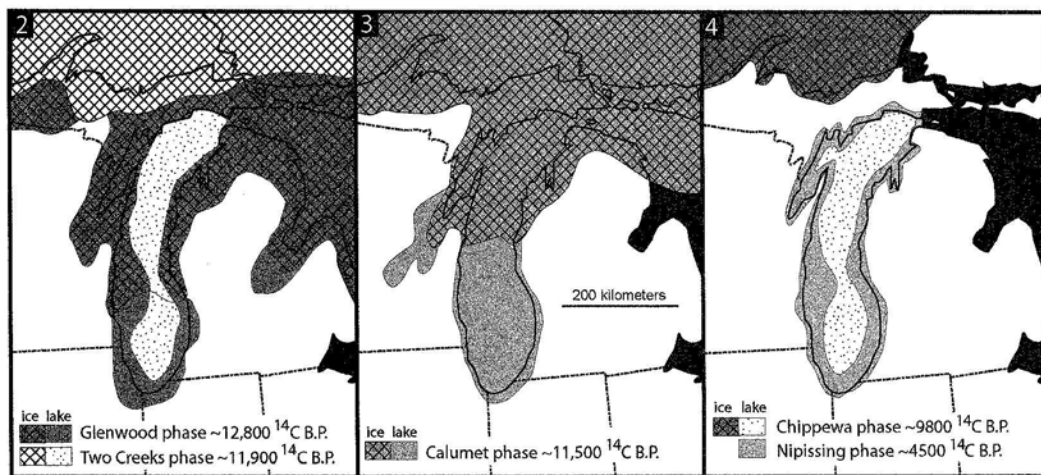 2
ice lake
Glenwood phase ~12,800 ¹⁴C B.P.
Two Creeks phase ~11,900 ¹⁴C B.P.
3
200 kilometers
ice lake
Calumet phase ~11,500 ¹⁴C B.P.
4
ice lake
Chippewa phase ~9800 ¹⁴C B.P.
Nipissing phase ~4500 ¹⁴C B.P.